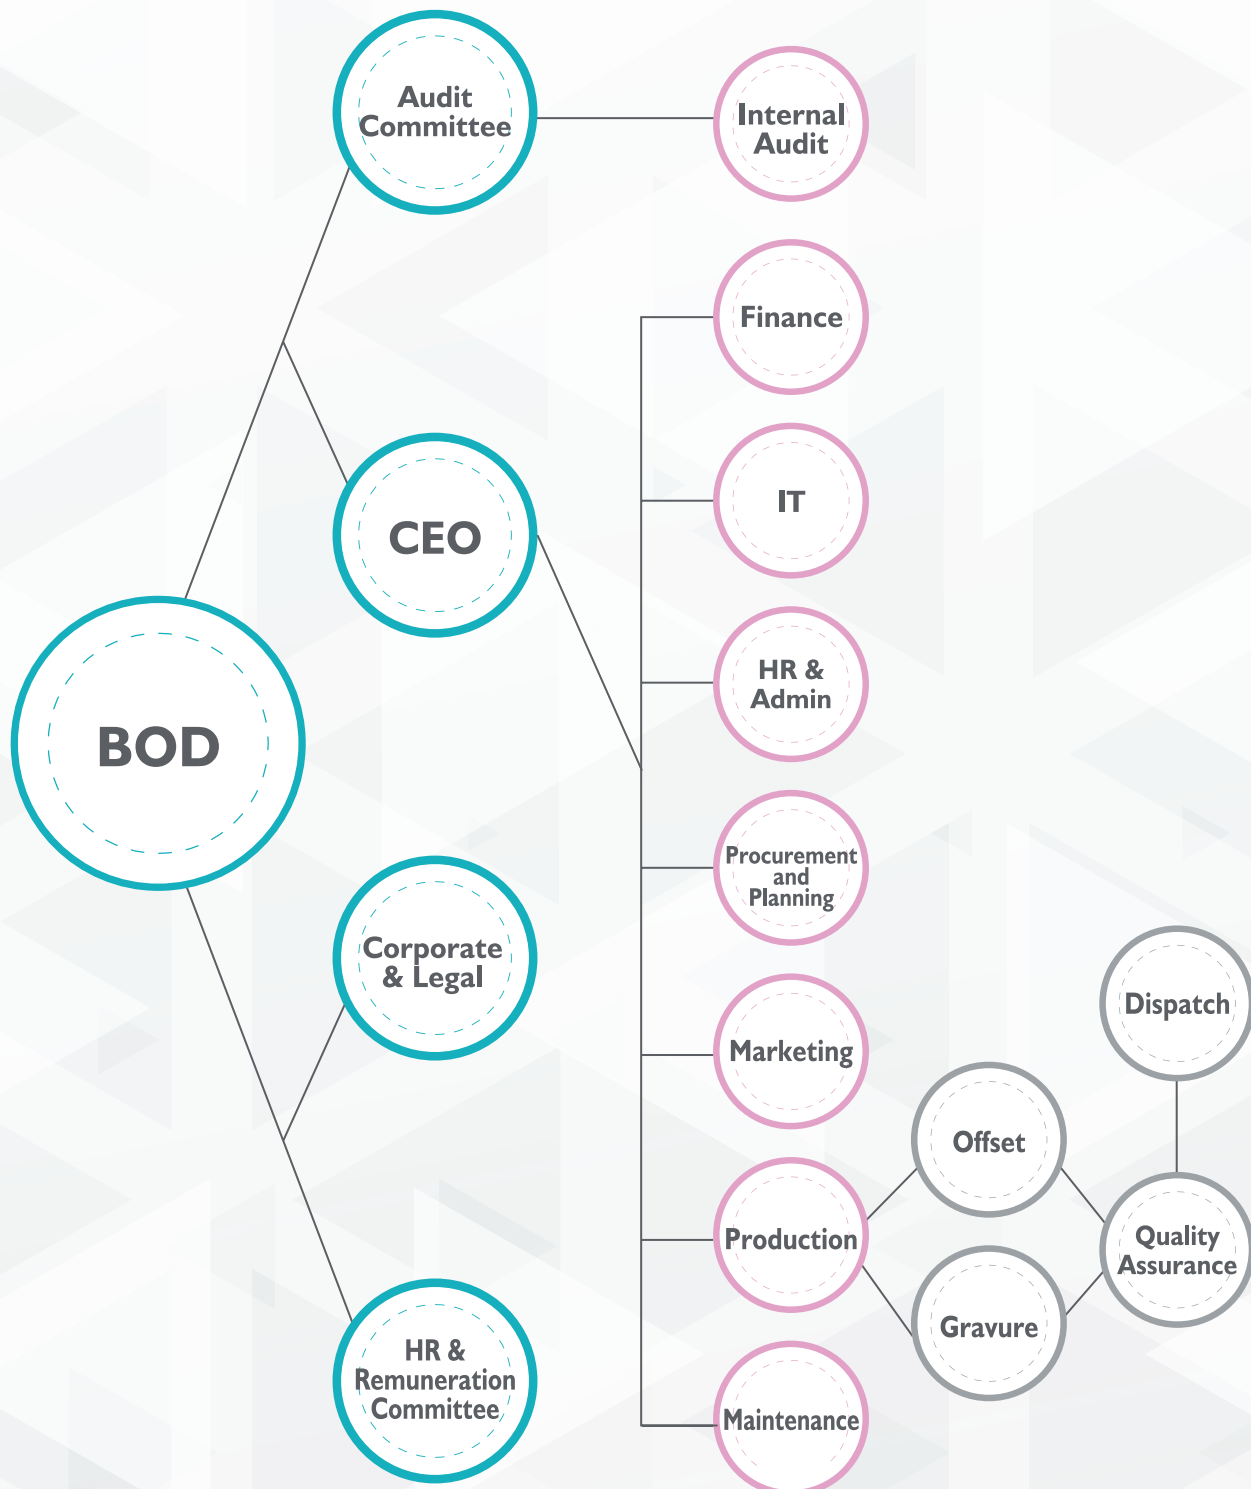 Audit
Committee
Internal
Audit
Finance
IT
CEO
HR &
Admin
BOD
Procurement
and
Planning
Corporate
& Legal
Marketing
Dispatch
Offset
Production
Quality
Assurance
Gravure
HR &
Remuneration
Committee
Maintenance